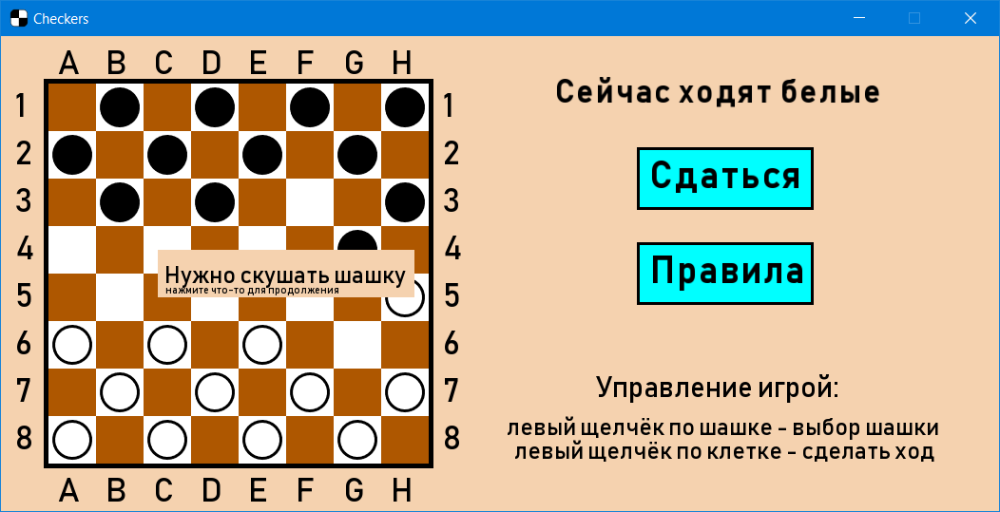 Checkers
A B C D E F G H
1 1
Сейчас ходят белые
2 2
Сдаться
3 3
4 4
Правила
Нужно скушать шашку
нажмите что-то для продолжения
5 5
6 6
7 7
Управление игрой:
левый щелчёк по шашке - выбор шашки
8 8
левый щелчёк по клетке - сделать ход
A B C D E F G H